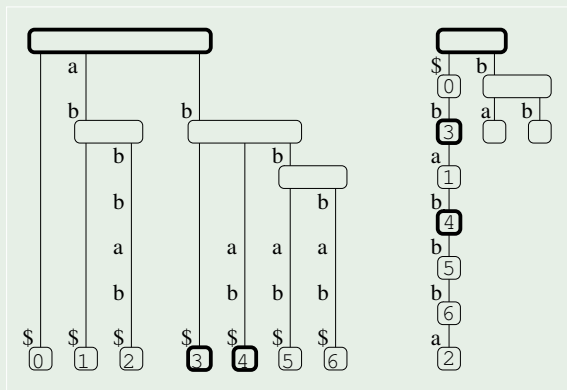 a $ b
0
b b b a b
3
b b a
1
b b b
4
a a a a b
5
b b b b b
6
$ $ $ $ $ $ $ a
0 1 2 3 4 5 6 2